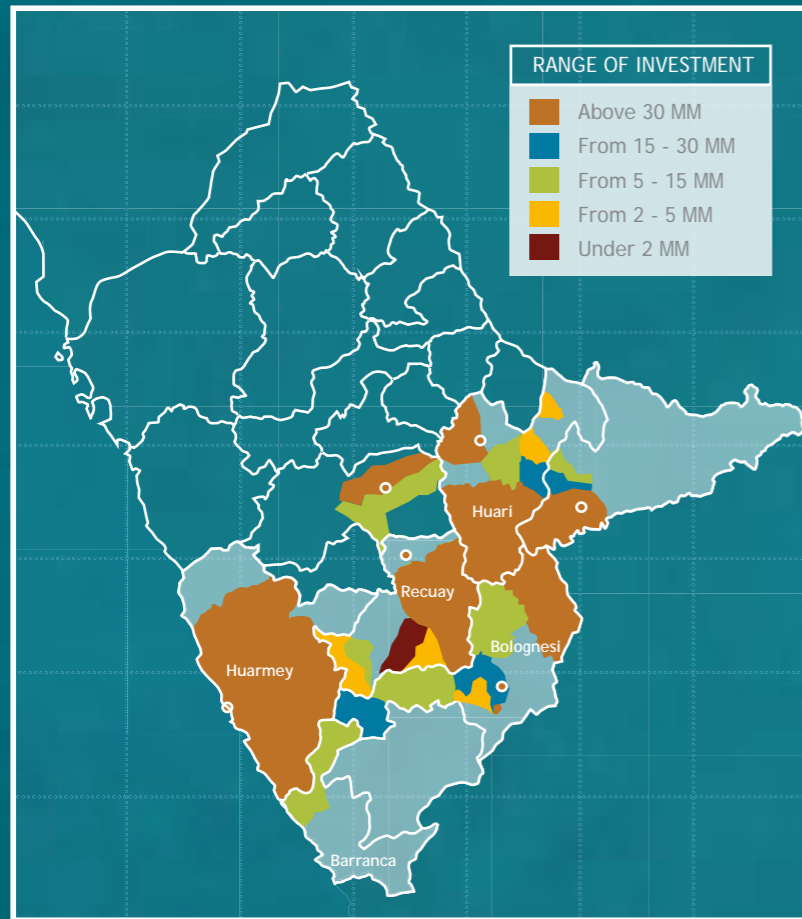 RANGE OF INVESTMENT
Above 30 MM
From 15 - 30 MM
From 5 - 15 MM
From 2 - 5 MM
Under 2 MM
Huari
Recuay
Bolognesi
Huarmey
Barranca